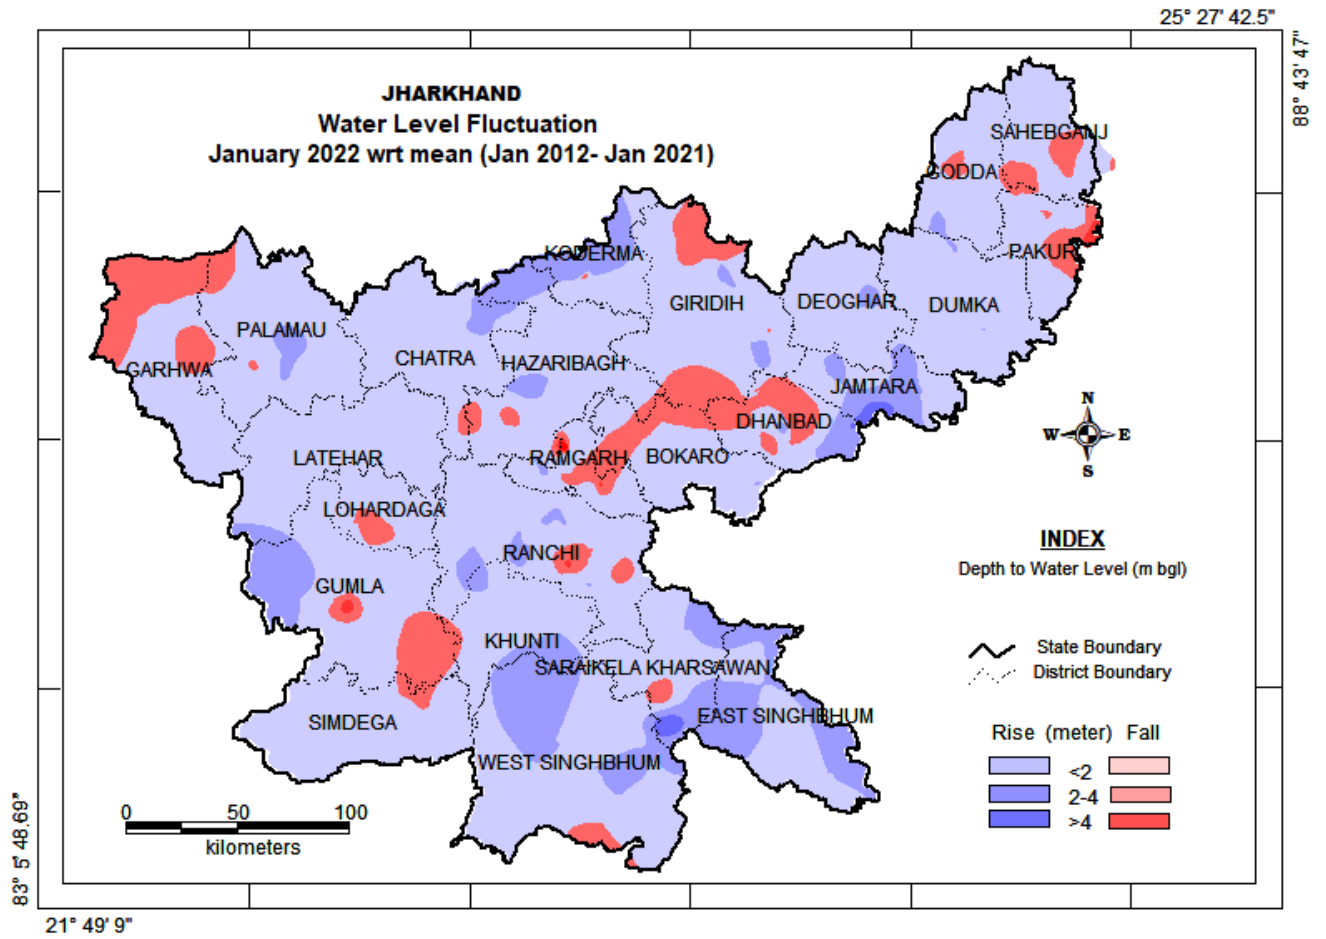 25° 27' 42.5"
88° 43' 47"
JHARKHAND
Water Level Fluctuation
January 2022 wrt mean (Jan 2012- Jan 2021)
SAHEBGANJ
GODDA
KODERMA
PAKUR
GIRIDIH
DEOGHAR
DUMKA
PALAMAU
CHATRA
HAZARIBAGH
GARHWA
JAMTARA
DHANBAD
N
W
E
S
LATEHAR
RAMGARH
BOKARO
LOHARDAGA
RANCHI
GUMLA
KHUNTI
SARAIKELA KHARSAWAN
SIMDEGA
EAST SINGHBHUM
WEST SINGHBHUM
INDEX
Depth to Water Level (m bgl)
State Boundary
District Boundary
Rise (meter) Fall
<2
2-4
>4
0 50 100
kilometers
83° 5' 48.69"
21° 49' 9"